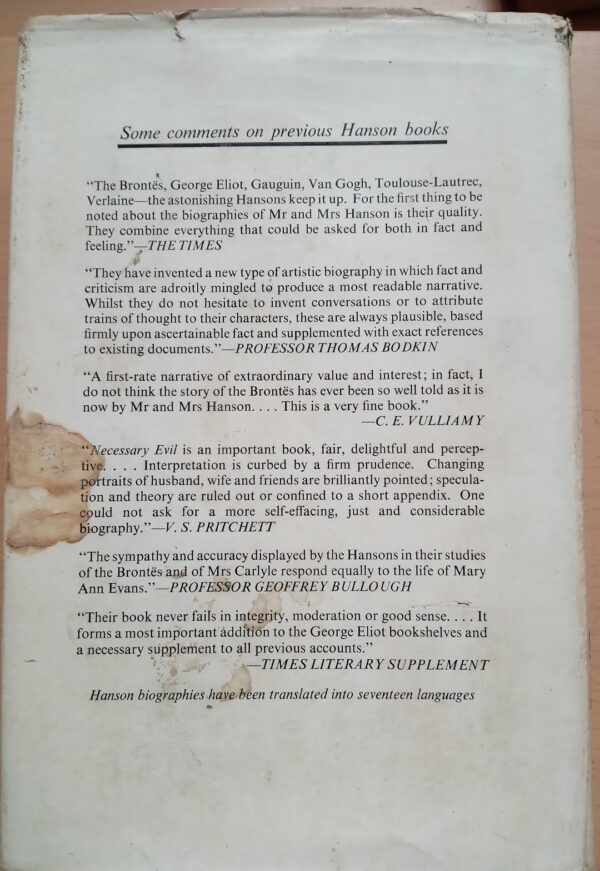 Some comments on previous Hanson books
“The Brontës, George Eliot, Gauguin, Van Gogh, Toulouse-Lautrec,
Verlaine—the astonishing Hansons keep it up. For the first thing to be
noted about the biographies of Mr and Mrs Hanson is their quality.
They combine everything that could be asked for both in fact and
feeling.”—THE TIMES
“They have invented a new type of artistic biography in which fact and
criticism are adroitly mingled to produce a most readable narrative.
Whilst they do not hesitate to invent conversations or to attribute
trains of thought to their characters, these are always plausible, based
firmly upon ascertainable fact and supplemented with exact references
to existing documents.”—PROFESSOR THOMAS BODKIN
“A first-rate narrative of extraordinary value and interest; in fact, I
do not think the story of the Brontës has ever been so well told as it is
now by Mr and Mrs Hanson. . . . This is a very fine book.”
—C. E. VULLIAMY
“Necessary Evil is an important book, fair, delightful and percep-
tive. . . . Interpretation is curbed by a firm prudence. Changing
portraits of husband, wife and friends are brilliantly pointed; specula-
tion and theory are ruled out or confined to a short appendix. One
could not ask for a more self-effacing, just and considerable
biography.”—V. S. PRITCHETT
“The sympathy and accuracy displayed by the Hansons in their studies
of the Brontës and of Mrs Carlyle respond equally to the life of Mary
Ann Evans.”—PROFESSOR GEOFFREY BULLOUGH
“Their book never fails in integrity, moderation or good sense. . . . It
forms a most important addition to the George Eliot bookshelves and
a necessary supplement to all previous accounts.”
—TIMES LITERARY SUPPLEMENT
Hanson biographies have been translated into seventeen languages